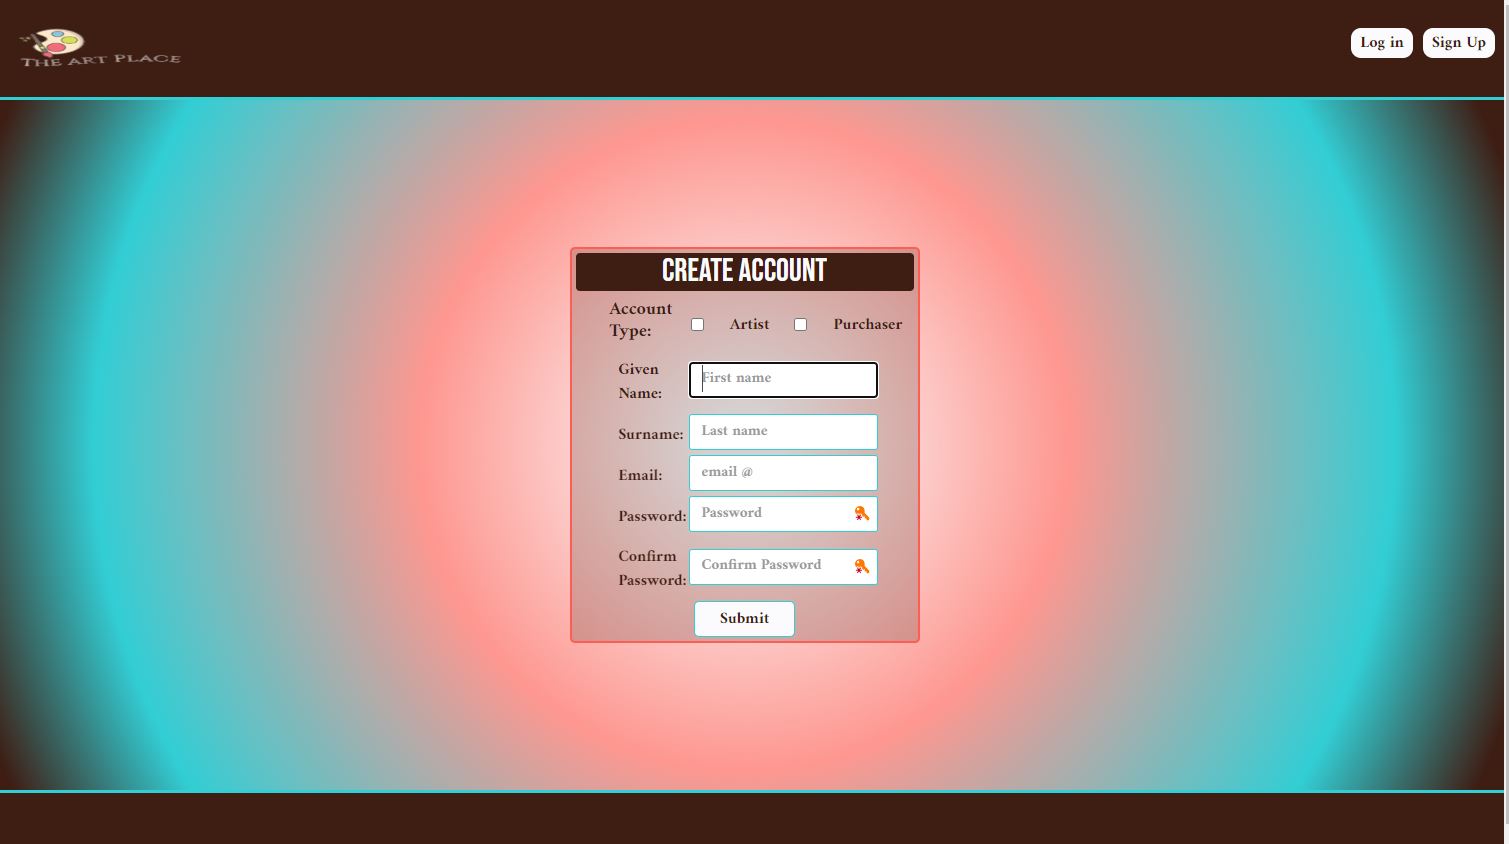 THE ART PLACE
Log in
Sign Up
CREATE ACCOUNT
Account
Type:
Artist
Purchaser
Given
Name:
First name
Surname:
Last name
Email:
email @
Password:
Password
Confirm
Password:
Confirm Password
Submit